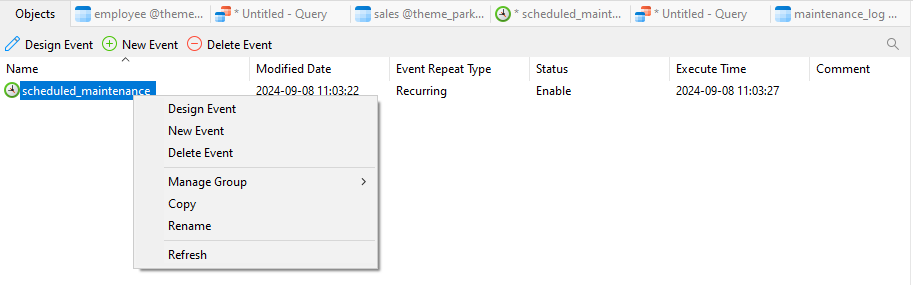 Objects employee @theme... * Untitled - Query sales @theme_park... * scheduled_maint... * Untitled - Query maintenance_log ...
Design Event New Event Delete Event
Name Modified Date Event Repeat Type Status Execute Time Comment
scheduled_maintenance 2024-09-08 11:03:22 Recurring Enable 2024-09-08 11:03:27
Design Event
New Event
Delete Event
Manage Group
Copy
Rename
Refresh